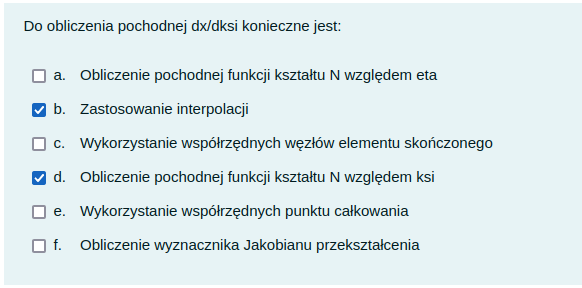 Do obliczenia pochodnej dx/dksi konieczne jest:
a. Obliczenie pochodnej funkcji kształtu N względem eta
b. Zastosowanie interpolacji
c. Wykorzystanie współrzędnych węzłów elementu skończonego
d. Obliczenie pochodnej funkcji kształtu N względem ksi
e. Wykorzystanie współrzędnych punktu całkowania
f. Obliczenie wyznacznika Jakobianu przekształcenia